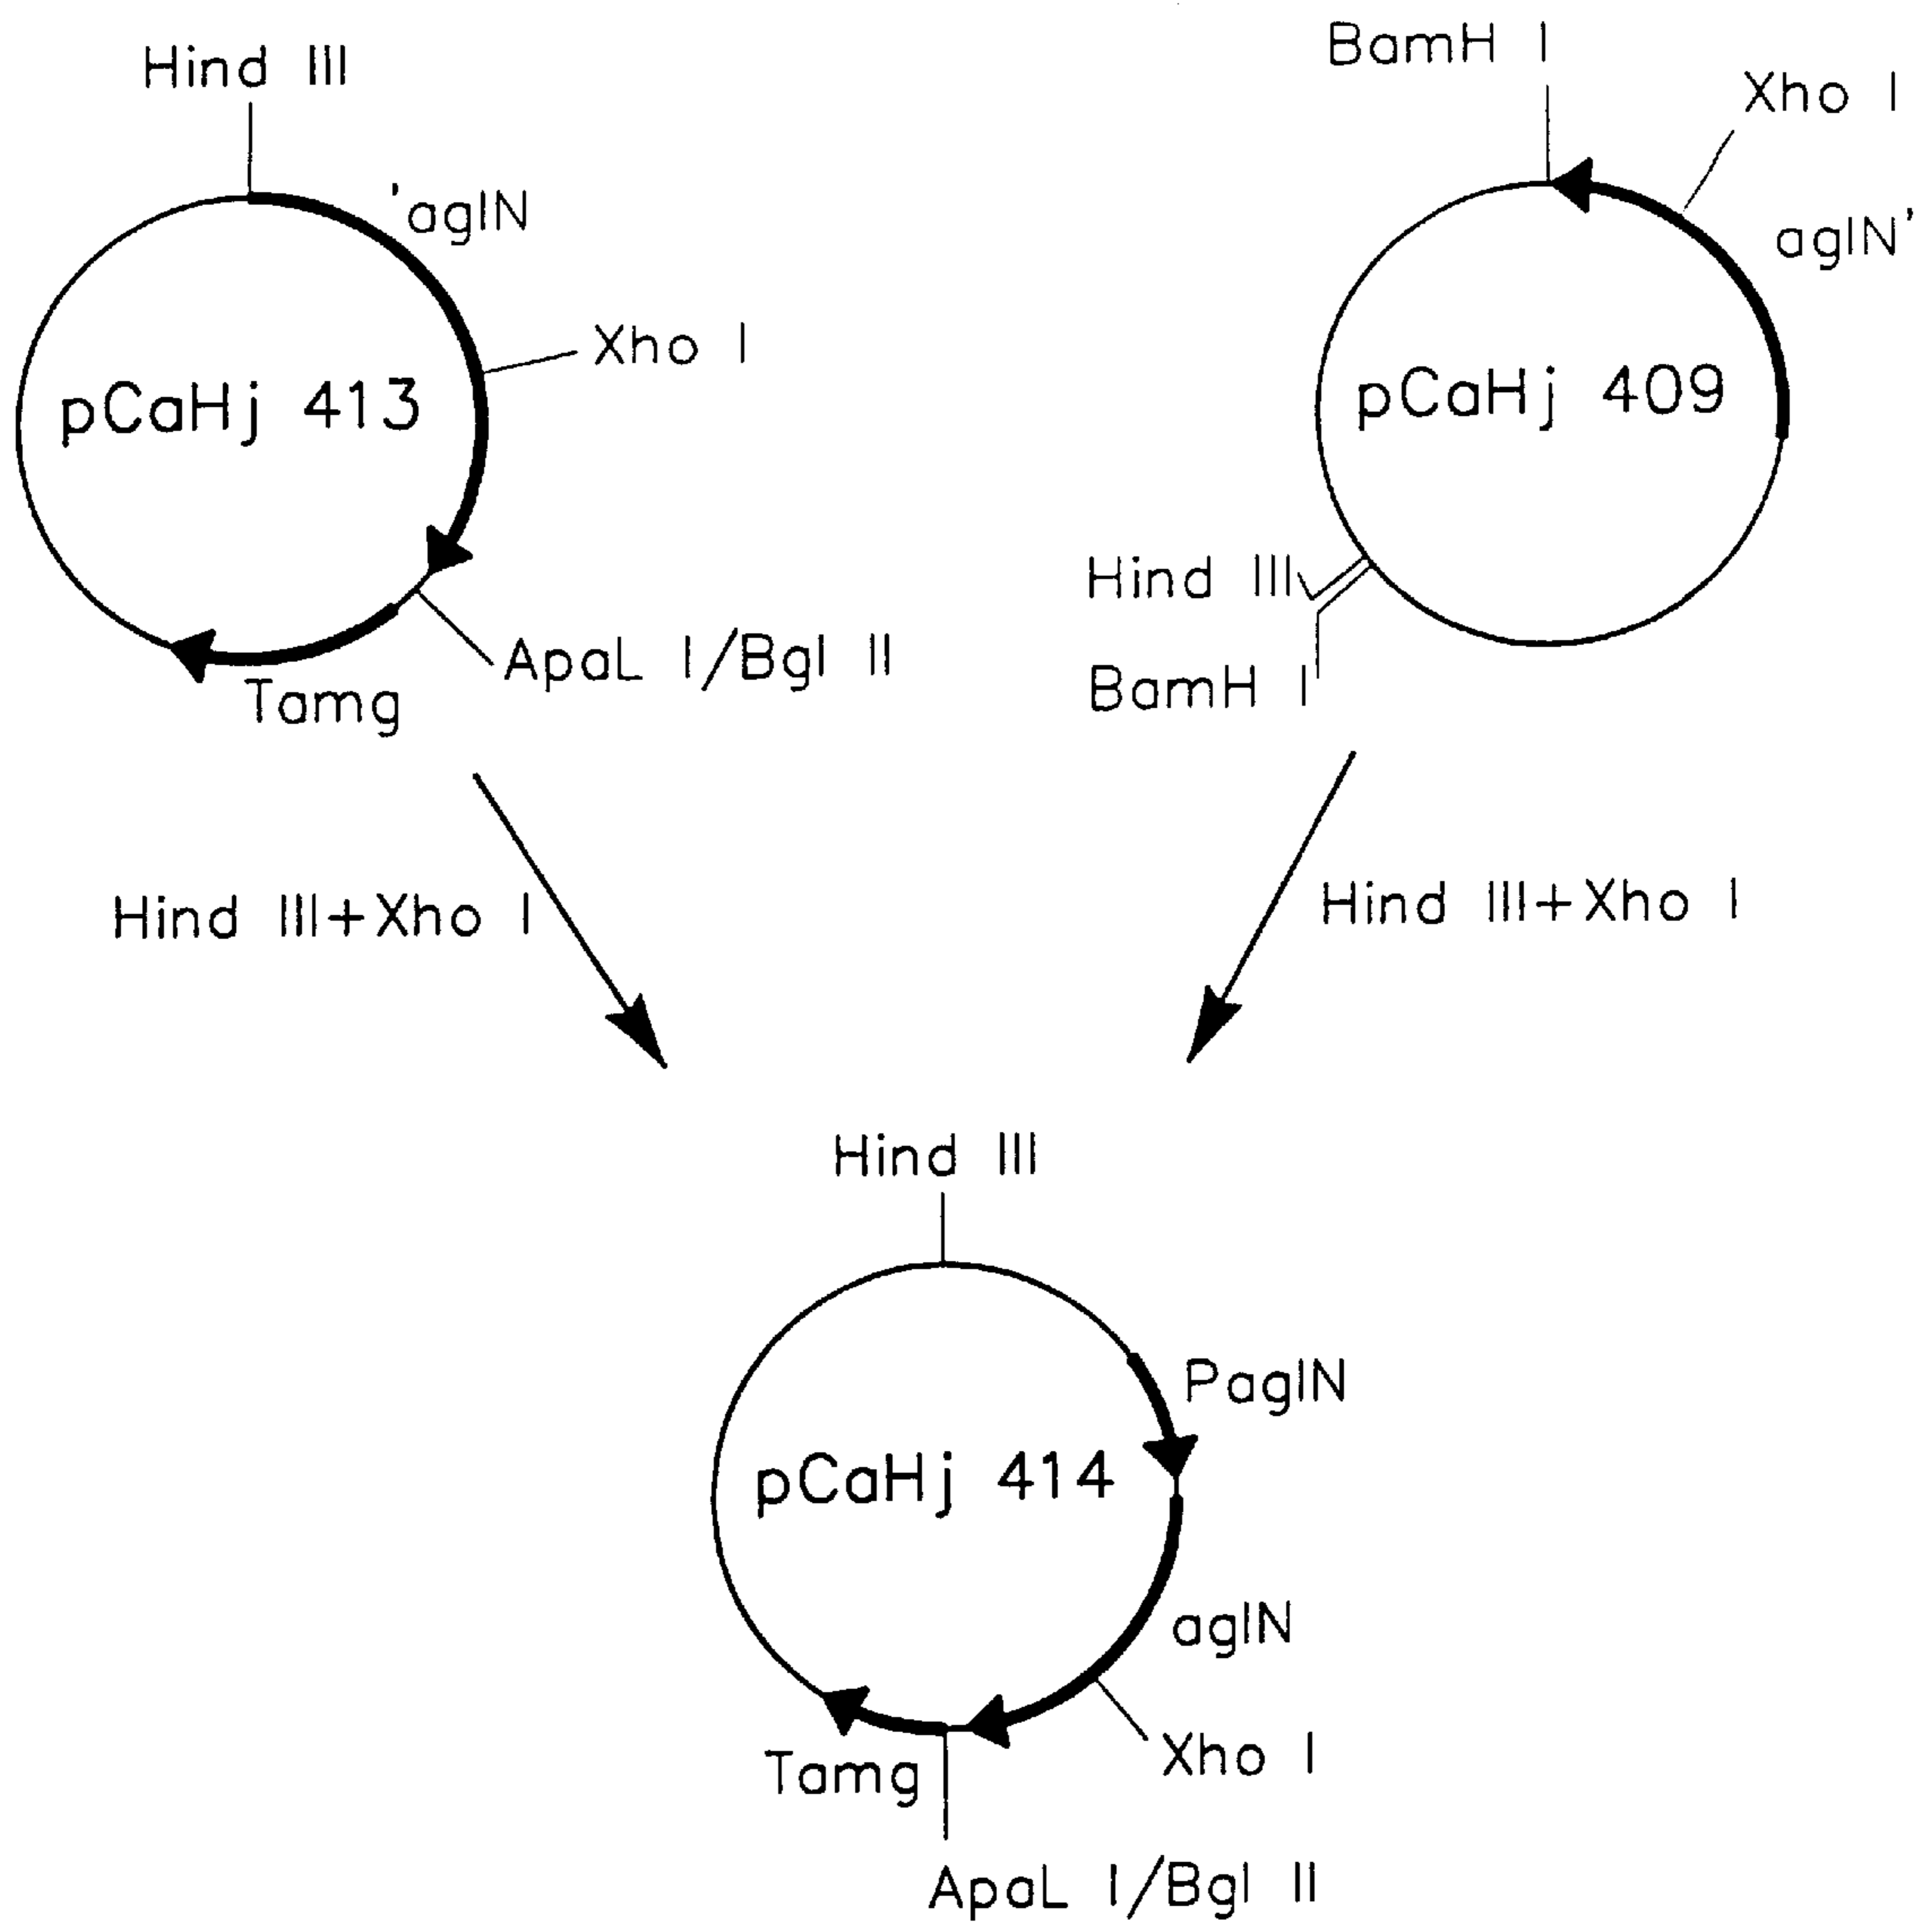 Hind III
'aglN
Xho I
pCaHj 413
ApaL I/Bgl II
Tamg
BamH I
Xho I
aglN'
pCaHj 409
Hind III
BamH I
Hind III+Xho I
Hind III+Xho I
Hind III
PaglN
pCaHj 414
aglN
Xho I
Tamg
ApaL I/Bgl II